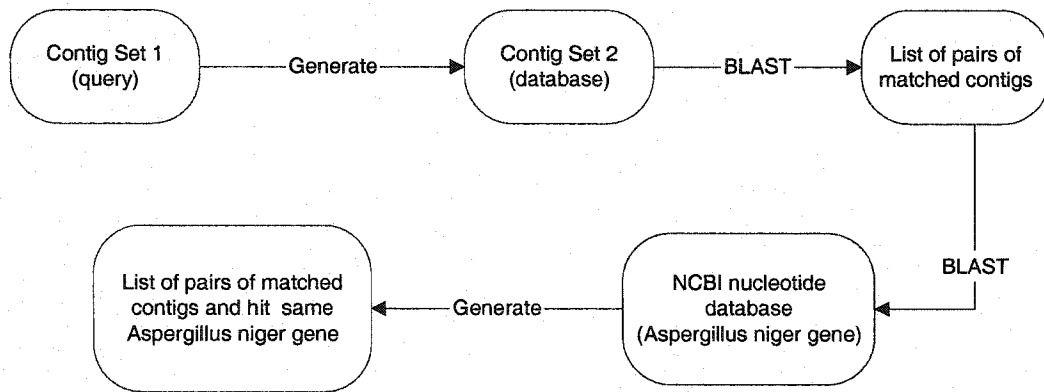 Contig Set 1
(query)
Generate
Contig Set 2
(database)
BLAST
List of pairs of
matched contigs
BLAST
NCBI nucleotide
database
(Aspergillus niger gene)
Generate
List of pairs of matched
contigs and hit same
Aspergillus niger gene